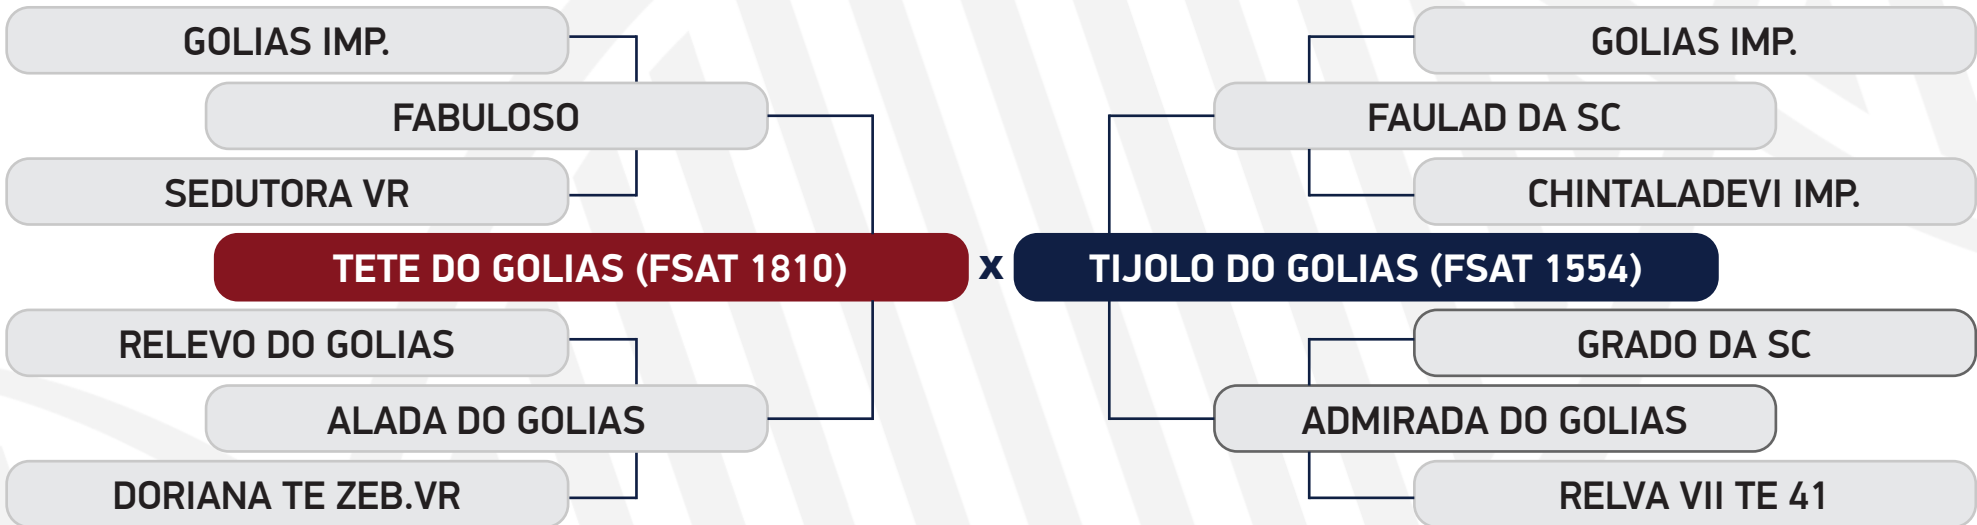 GOLIAS IMP.
GOLIAS IMP.
FABULOSO
FAULAD DA SC
SEDUTORA VR
CHINTALADEVI IMP.
TETE DO GOLIAS (FSAT 1810) x TIJOLO DO GOLIAS (FSAT 1554)
RELEVO DO GOLIAS
GRADO DA SC
ALADA DO GOLIAS
ADMIRADA DO GOLIAS
DORIANA TE ZEB.VR
RELVA VII TE 41